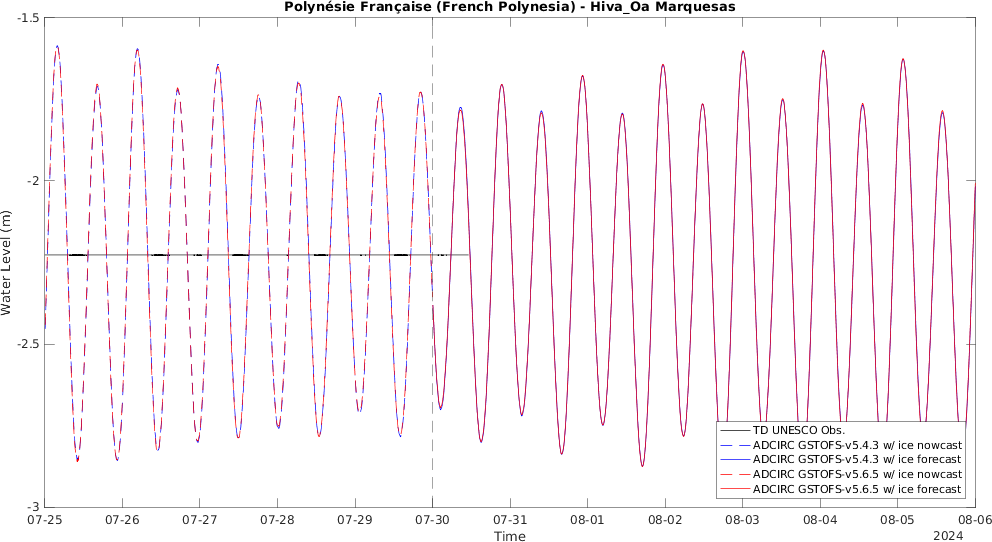 Polynésie Française (French Polynesia) - Hiva_Oa Marquesas
-1.5
-2
-2.5
-3
Water Level (m)
TD UNESCO Obs.
ADCIRC GSTOFS-v5.4.3 w/ ice nowcast
ADCIRC GSTOFS-v5.4.3 w/ ice forecast
ADCIRC GSTOFS-v5.6.5 w/ ice nowcast
ADCIRC GSTOFS-v5.6.5 w/ ice forecast
07-25 07-26 07-27 07-28 07-29 07-30 07-31 08-01 08-02 08-03 08-04 08-05 08-06
Time
2024